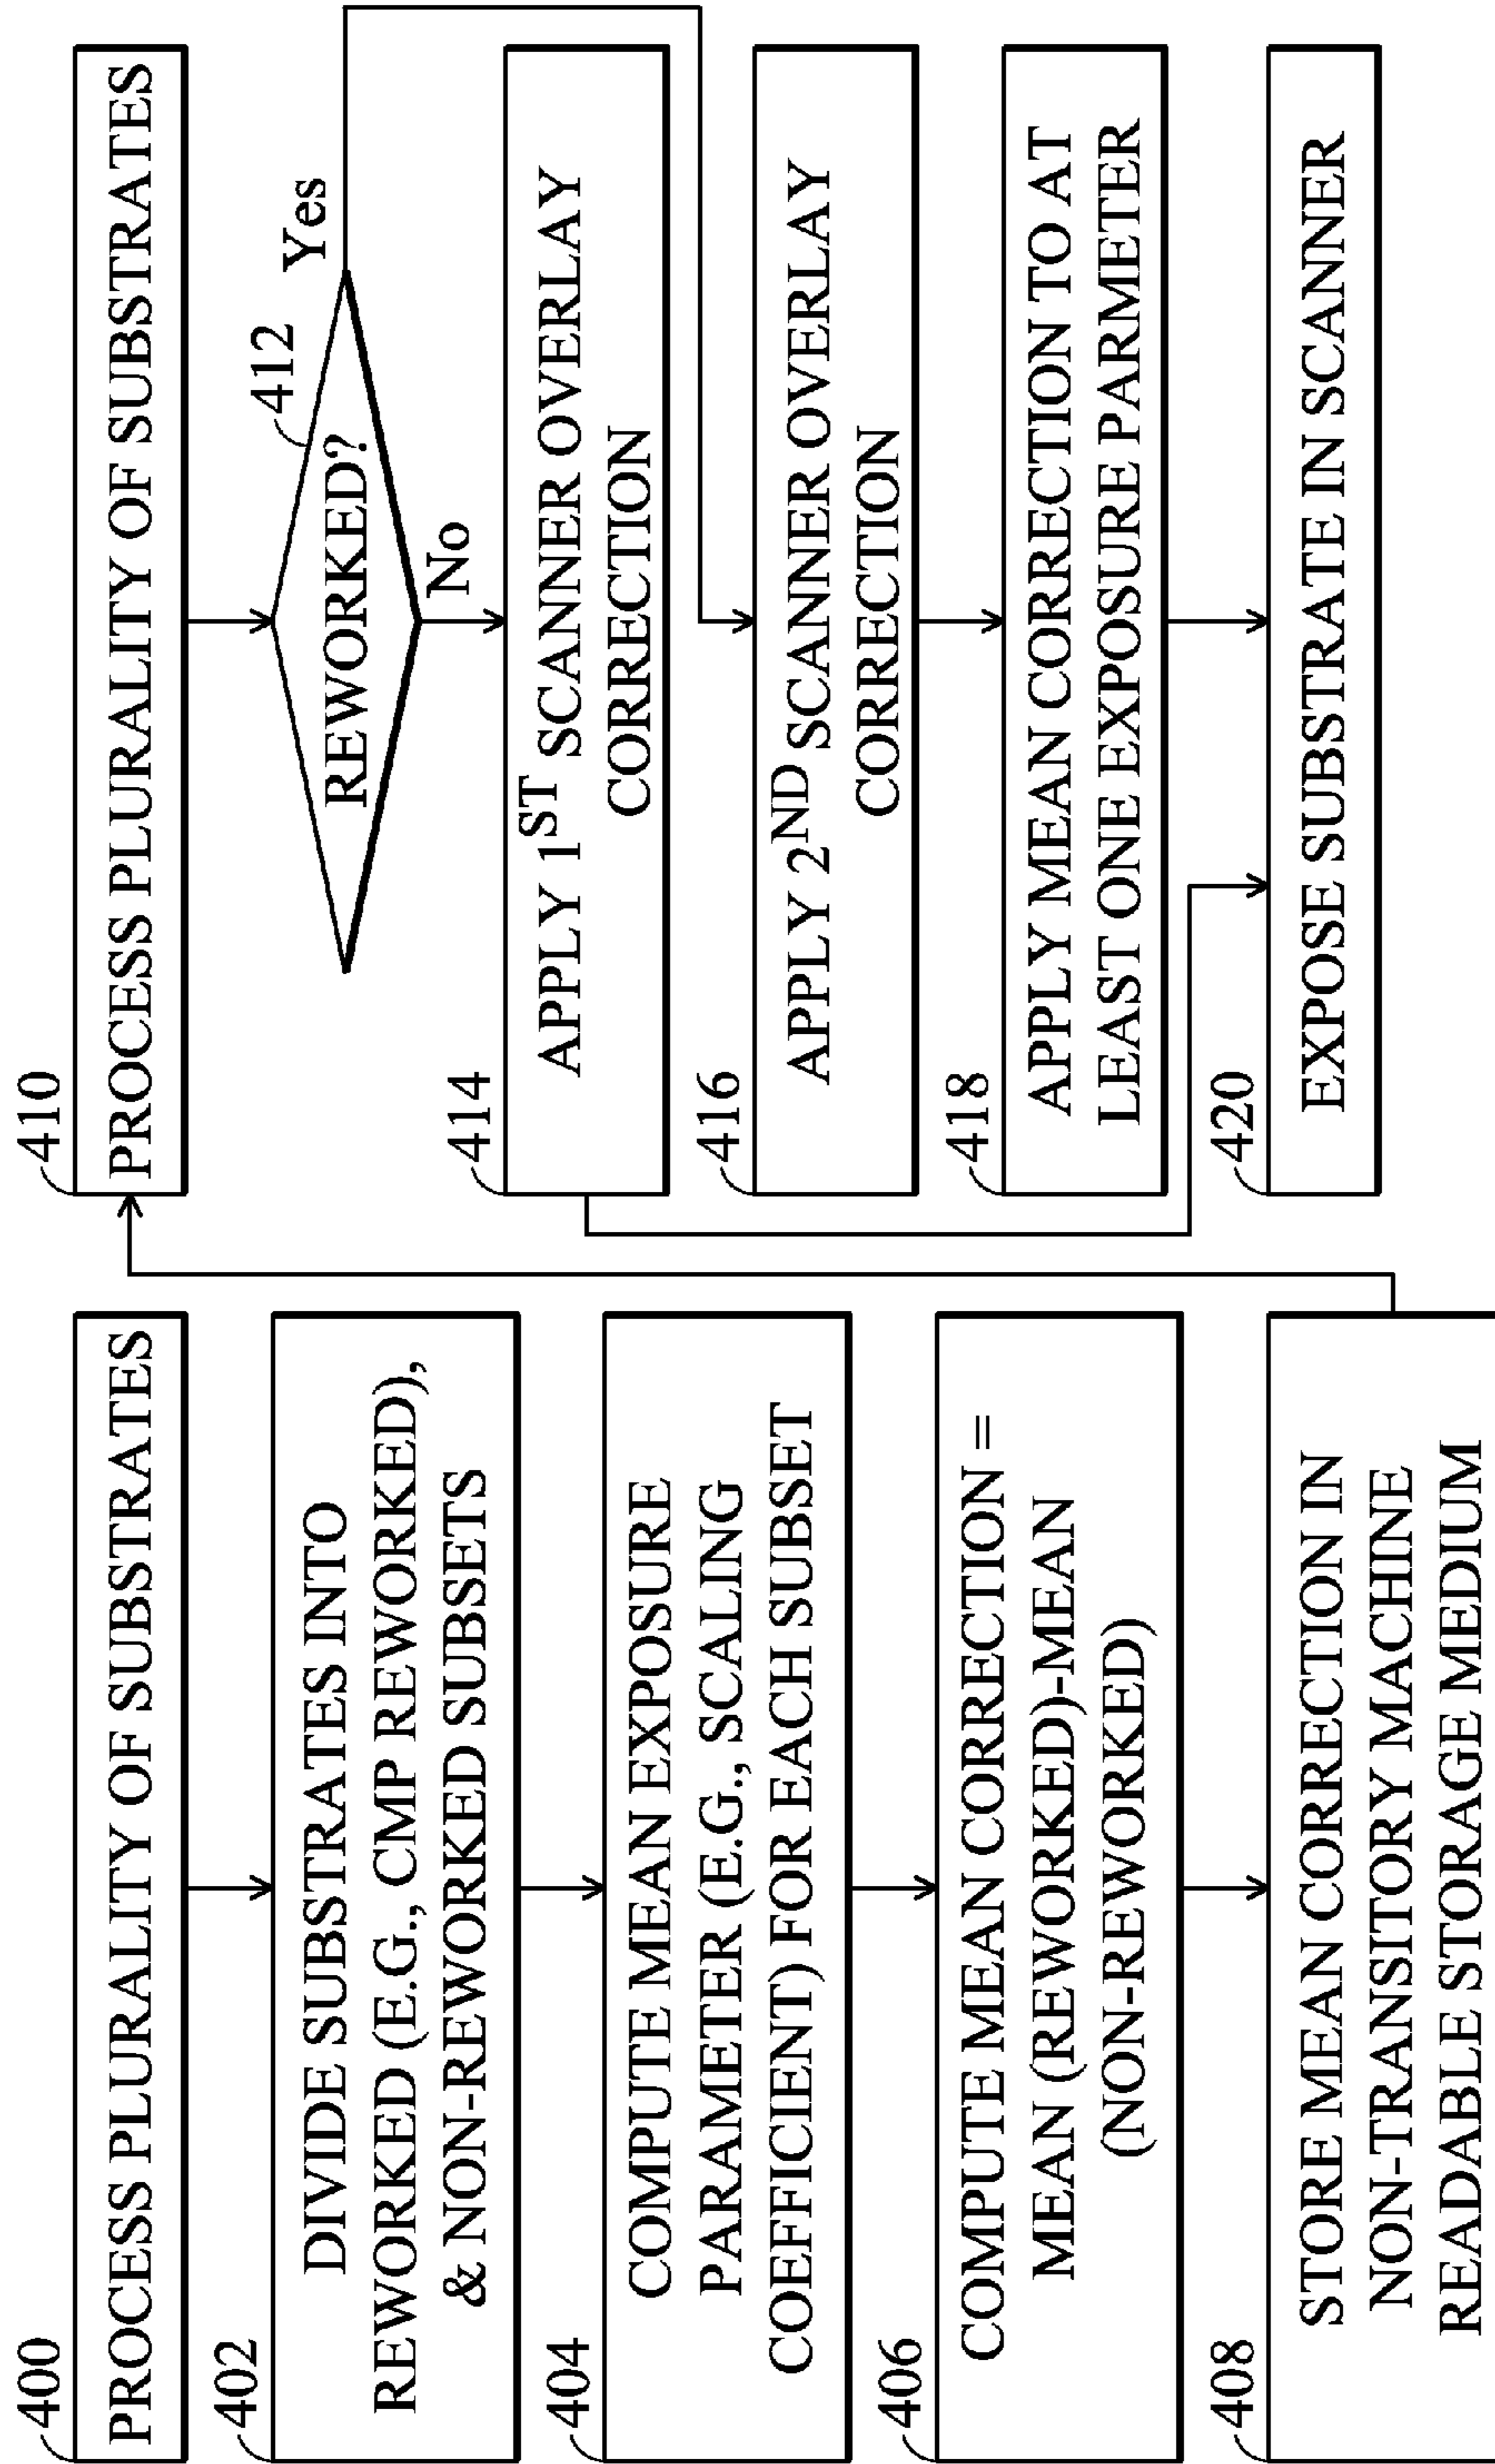 400
PROCESS PLURALITY OF SUBSTRATES
402
DIVIDE SUBSTRATES INTO
REWORKED (E.G., CMP REWORKED),
& NON-REWORKED SUBSETS
404
COMPUTE MEAN EXPOSURE
PARAMETER (E.G., SCALING
COEFFICIENT) FOR EACH SUBSET
406
COMPUTE MEAN CORRECTION =
MEAN (REWORKED)-MEAN
(NON-REWORKED)
408
STORE MEAN CORRECTION IN
NON-TRANSITORY MACHINE
READABLE STORAGE MEDIUM
410
PROCESS PLURALITY OF SUBSTRATES
412
REWORKED?
Yes
No
414
APPLY 1ST SCANNER OVERLAY
CORRECTION
416
APPLY 2ND SCANNER OVERLAY
CORRECTION
418
APPLY MEAN CORRECTION TO AT
LEAST ONE EXPOSURE PARMETER
420
EXPOSE SUBSTRATE IN SCANNER